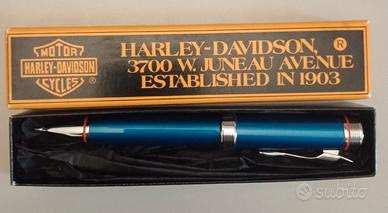 MOTOR
HARLEY-DAVIDSON
CYCLES
HARLEY-DAVIDSON, ®
3700 W. JUNEAU AVENUE
ESTABLISHED IN 1903
subito